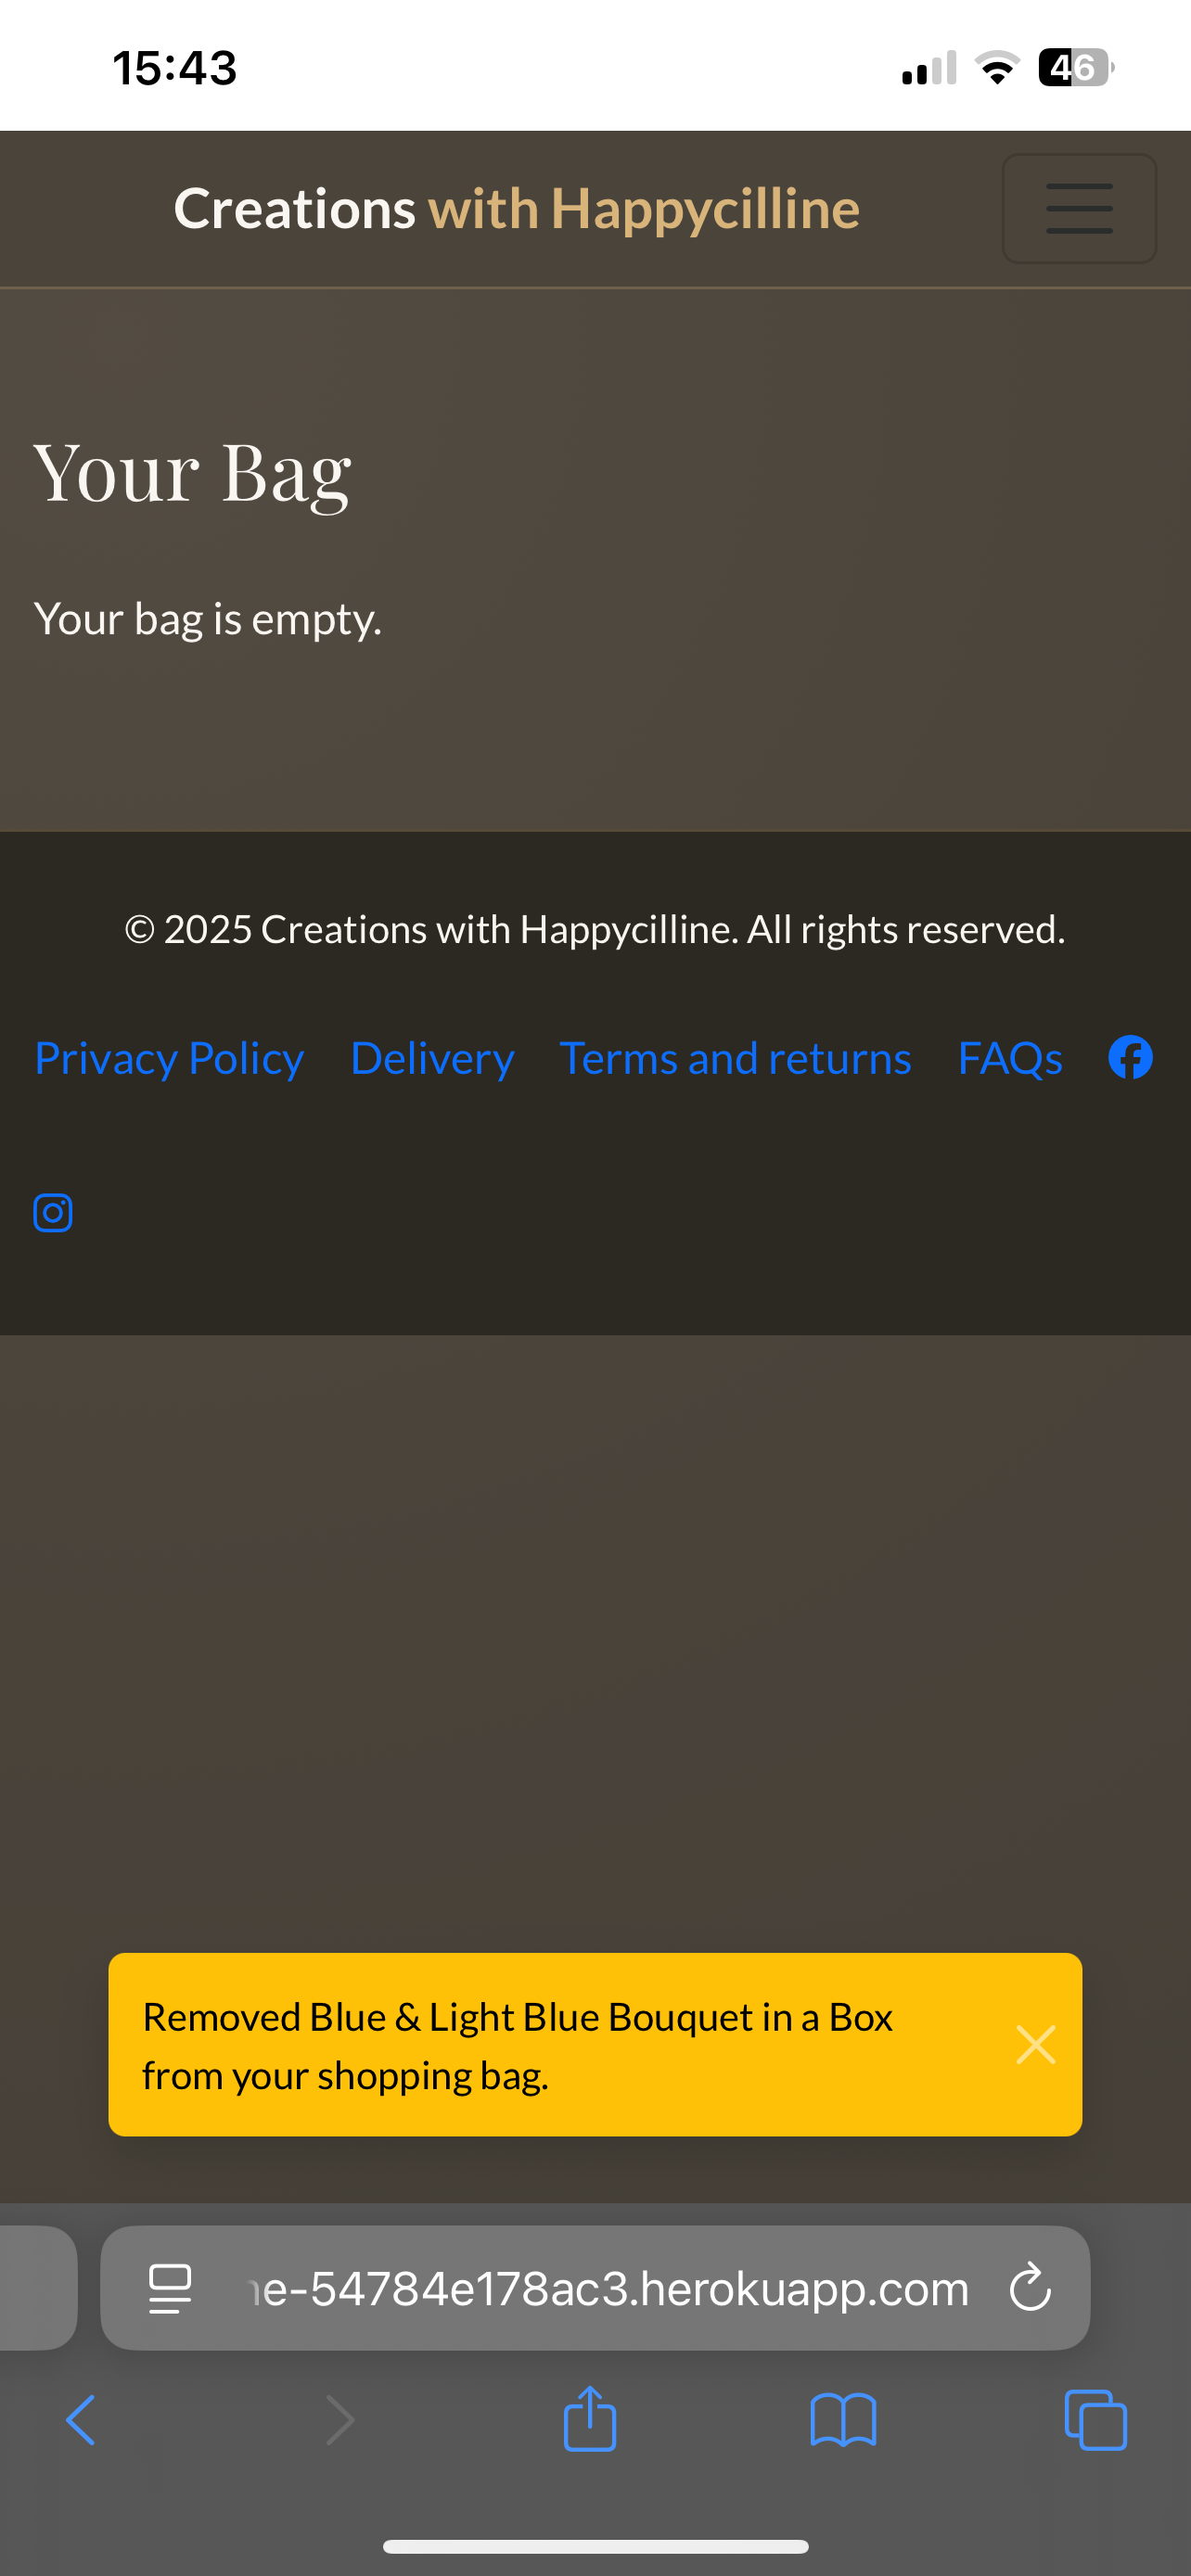 15:43
46
Creations with Happycilline
Your Bag
Your bag is empty.
© 2025 Creations with Happycilline. All rights reserved.
Privacy Policy Delivery Terms and returns FAQs
Removed Blue & Light Blue Bouquet in a Box
from your shopping bag.
e-54784e178ac3.herokuapp.com